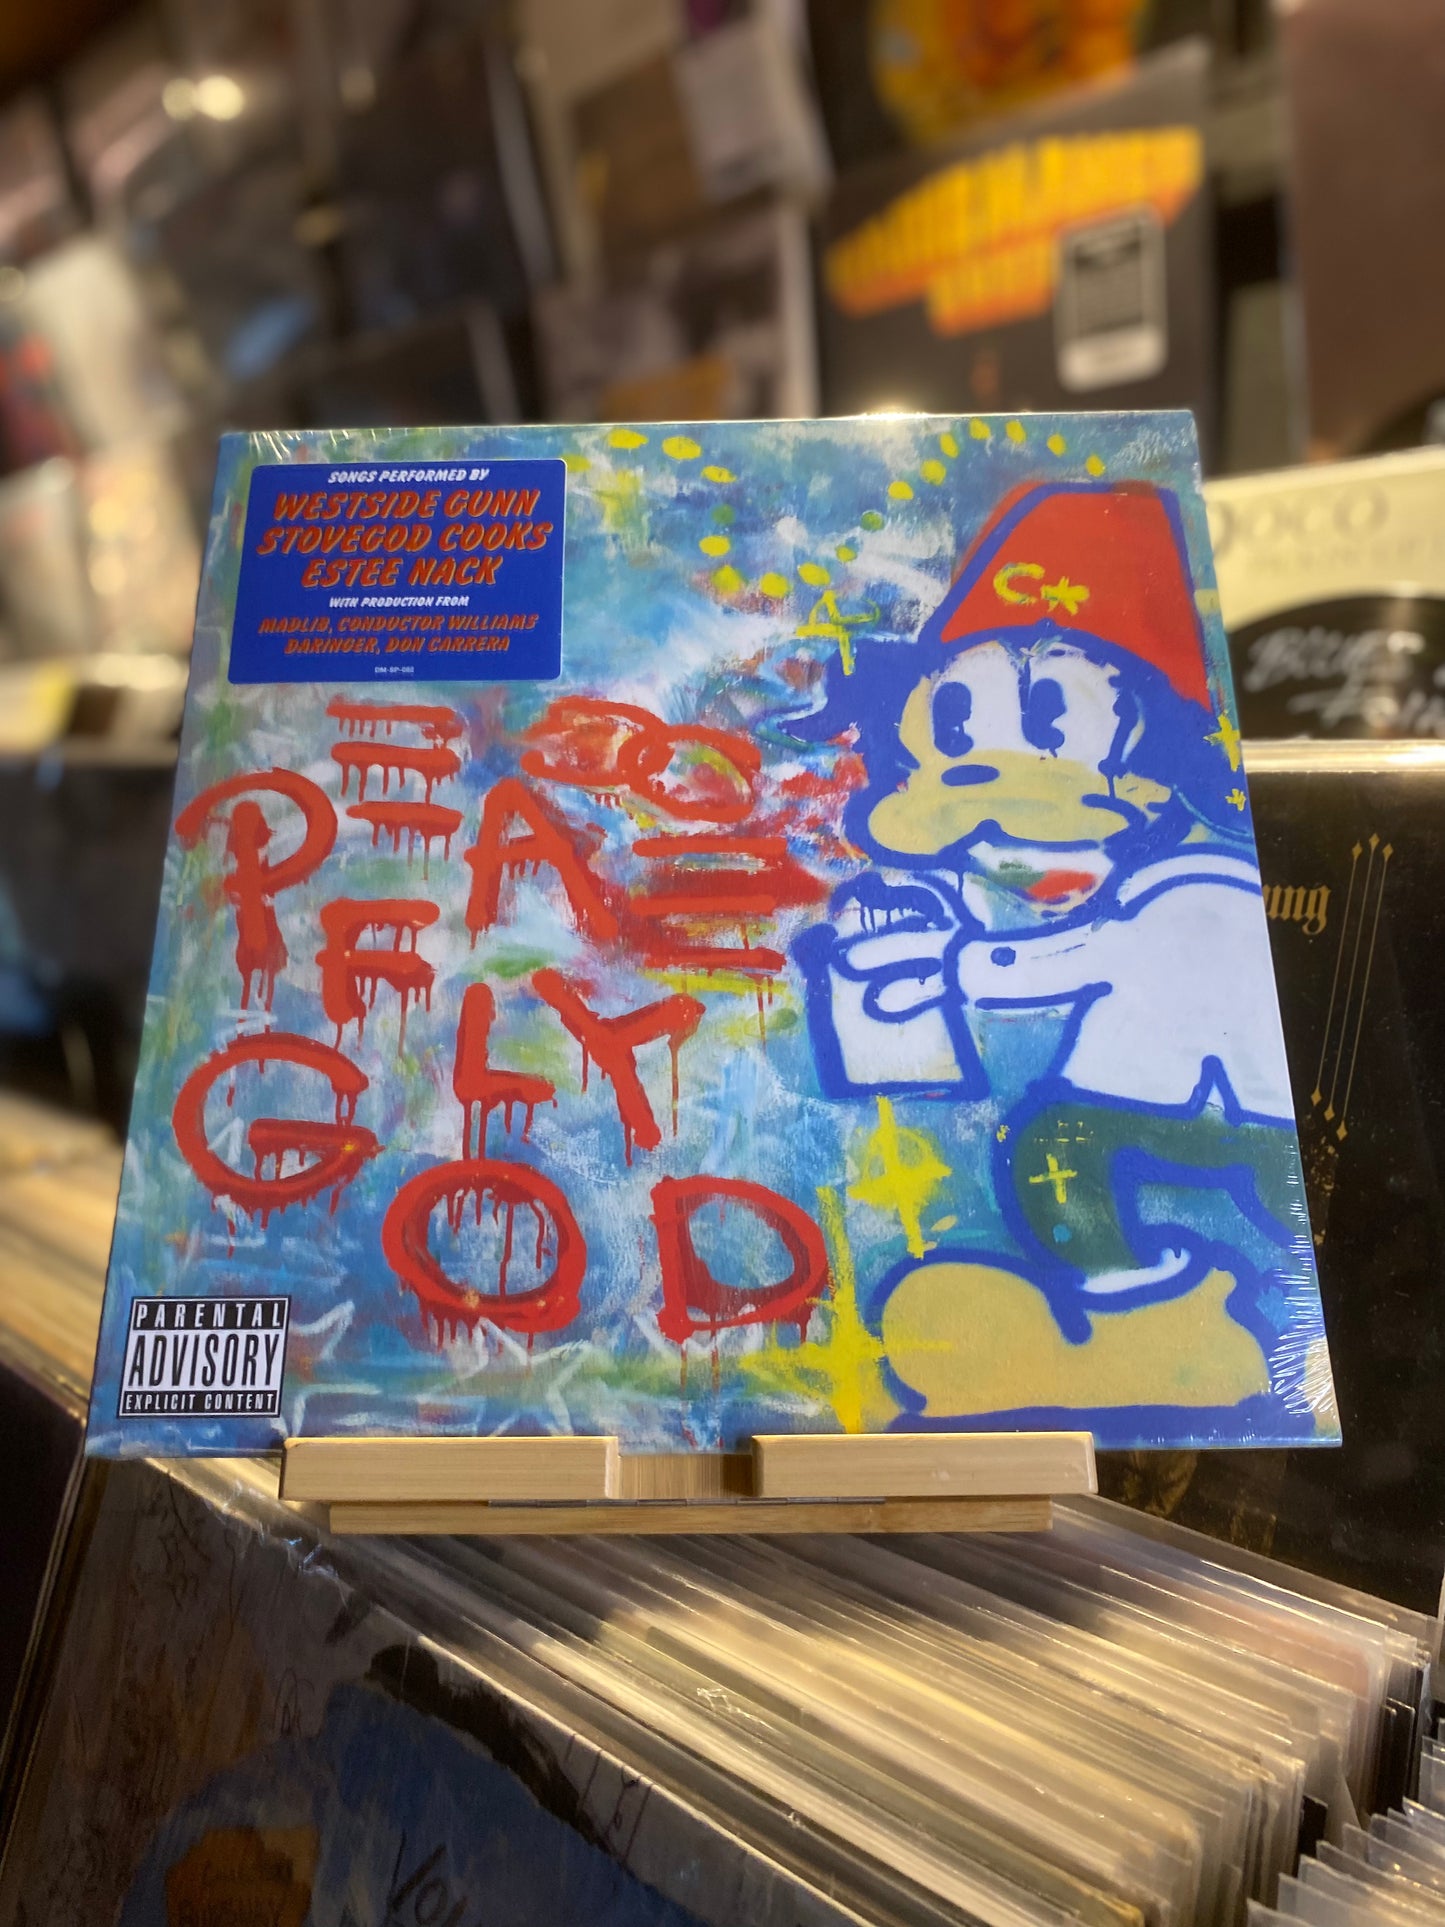 SONGS PERFORMED BY
WESTSIDE GUNN
STOVEGOD COOKS
ESTEE NACK
WITH PRODUCTION FROM
MADLIB, CONDUCTOR WILLIAMS
DARINGER, DON CARRERA
C*
PEACE
FLY
GOD
PARENTAL
ADVISORY
EXPLICIT CONTENT